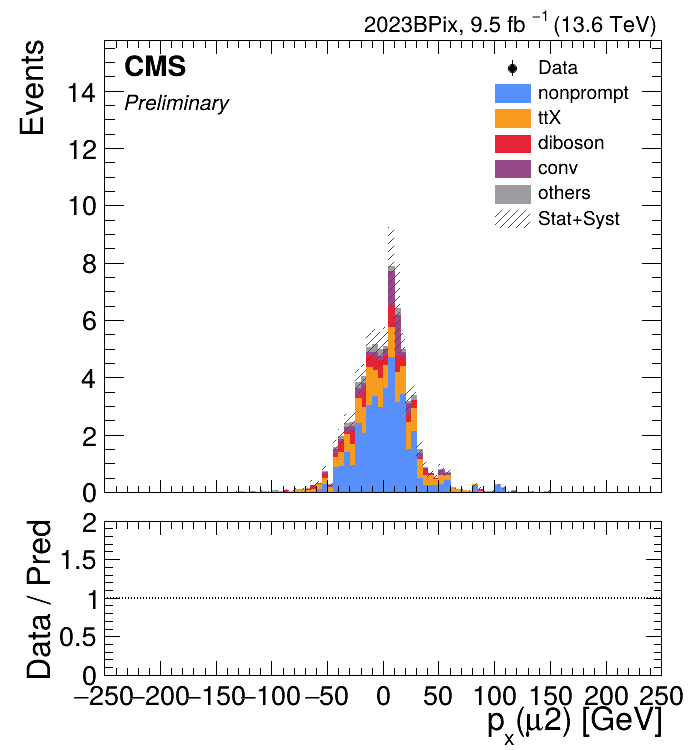 2023BPix, 9.5 fb⁻¹ (13.6 TeV)
CMS
Preliminary
Events
Data
nonprompt
ttX
diboson
conv
others
Stat+Syst
14
12
10
8
6
4
2
0
Data / Pred
2
1.5
1
0.5
0
−250 −200 −150 −100 −50 0 50 100 150 200 250
pₓ(μ2) [GeV]